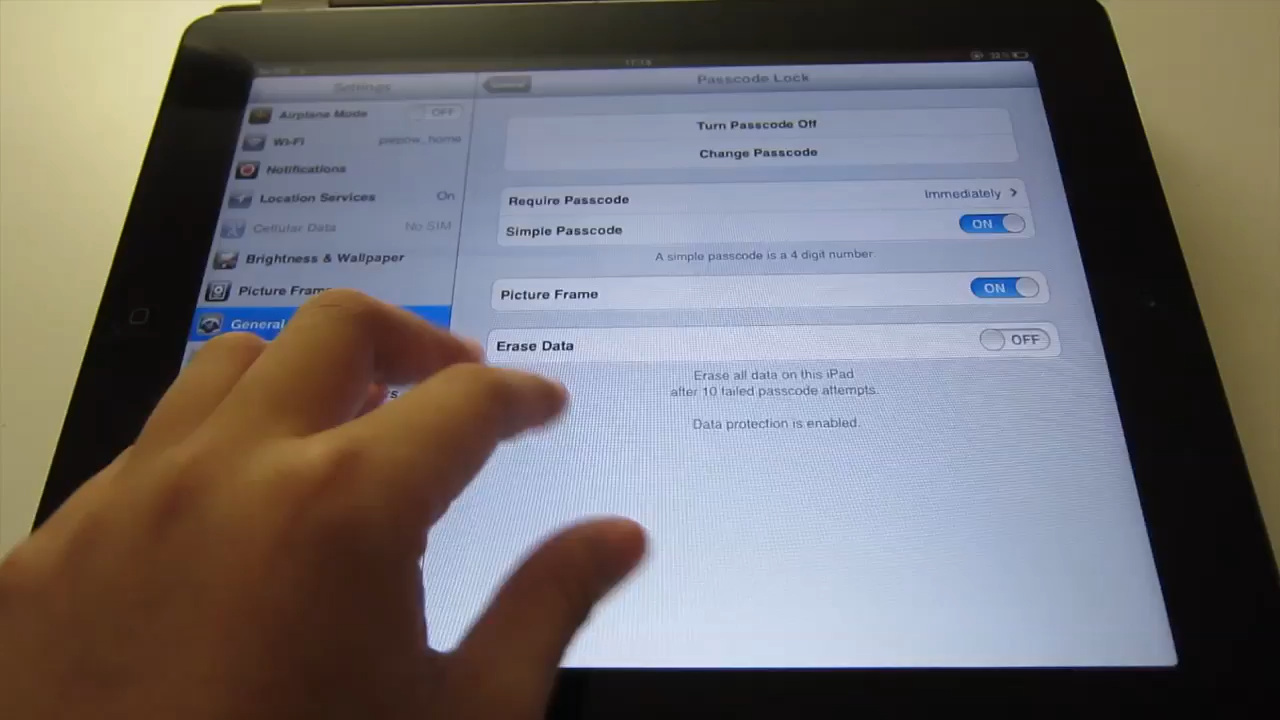 Settings
Passcode Lock
Airplane Mode OFF
Wi-Fi
Notifications
Location Services On
Cellular Data No SIM
Brightness & Wallpaper
Picture Frame
General
Turn Passcode Off
Change Passcode
Require Passcode Immediately
Simple Passcode ON
A simple passcode is a 4 digit number.
Picture Frame ON
Erase Data OFF
Erase all data on this iPad
after 10 failed passcode attempts.
Data protection is enabled.